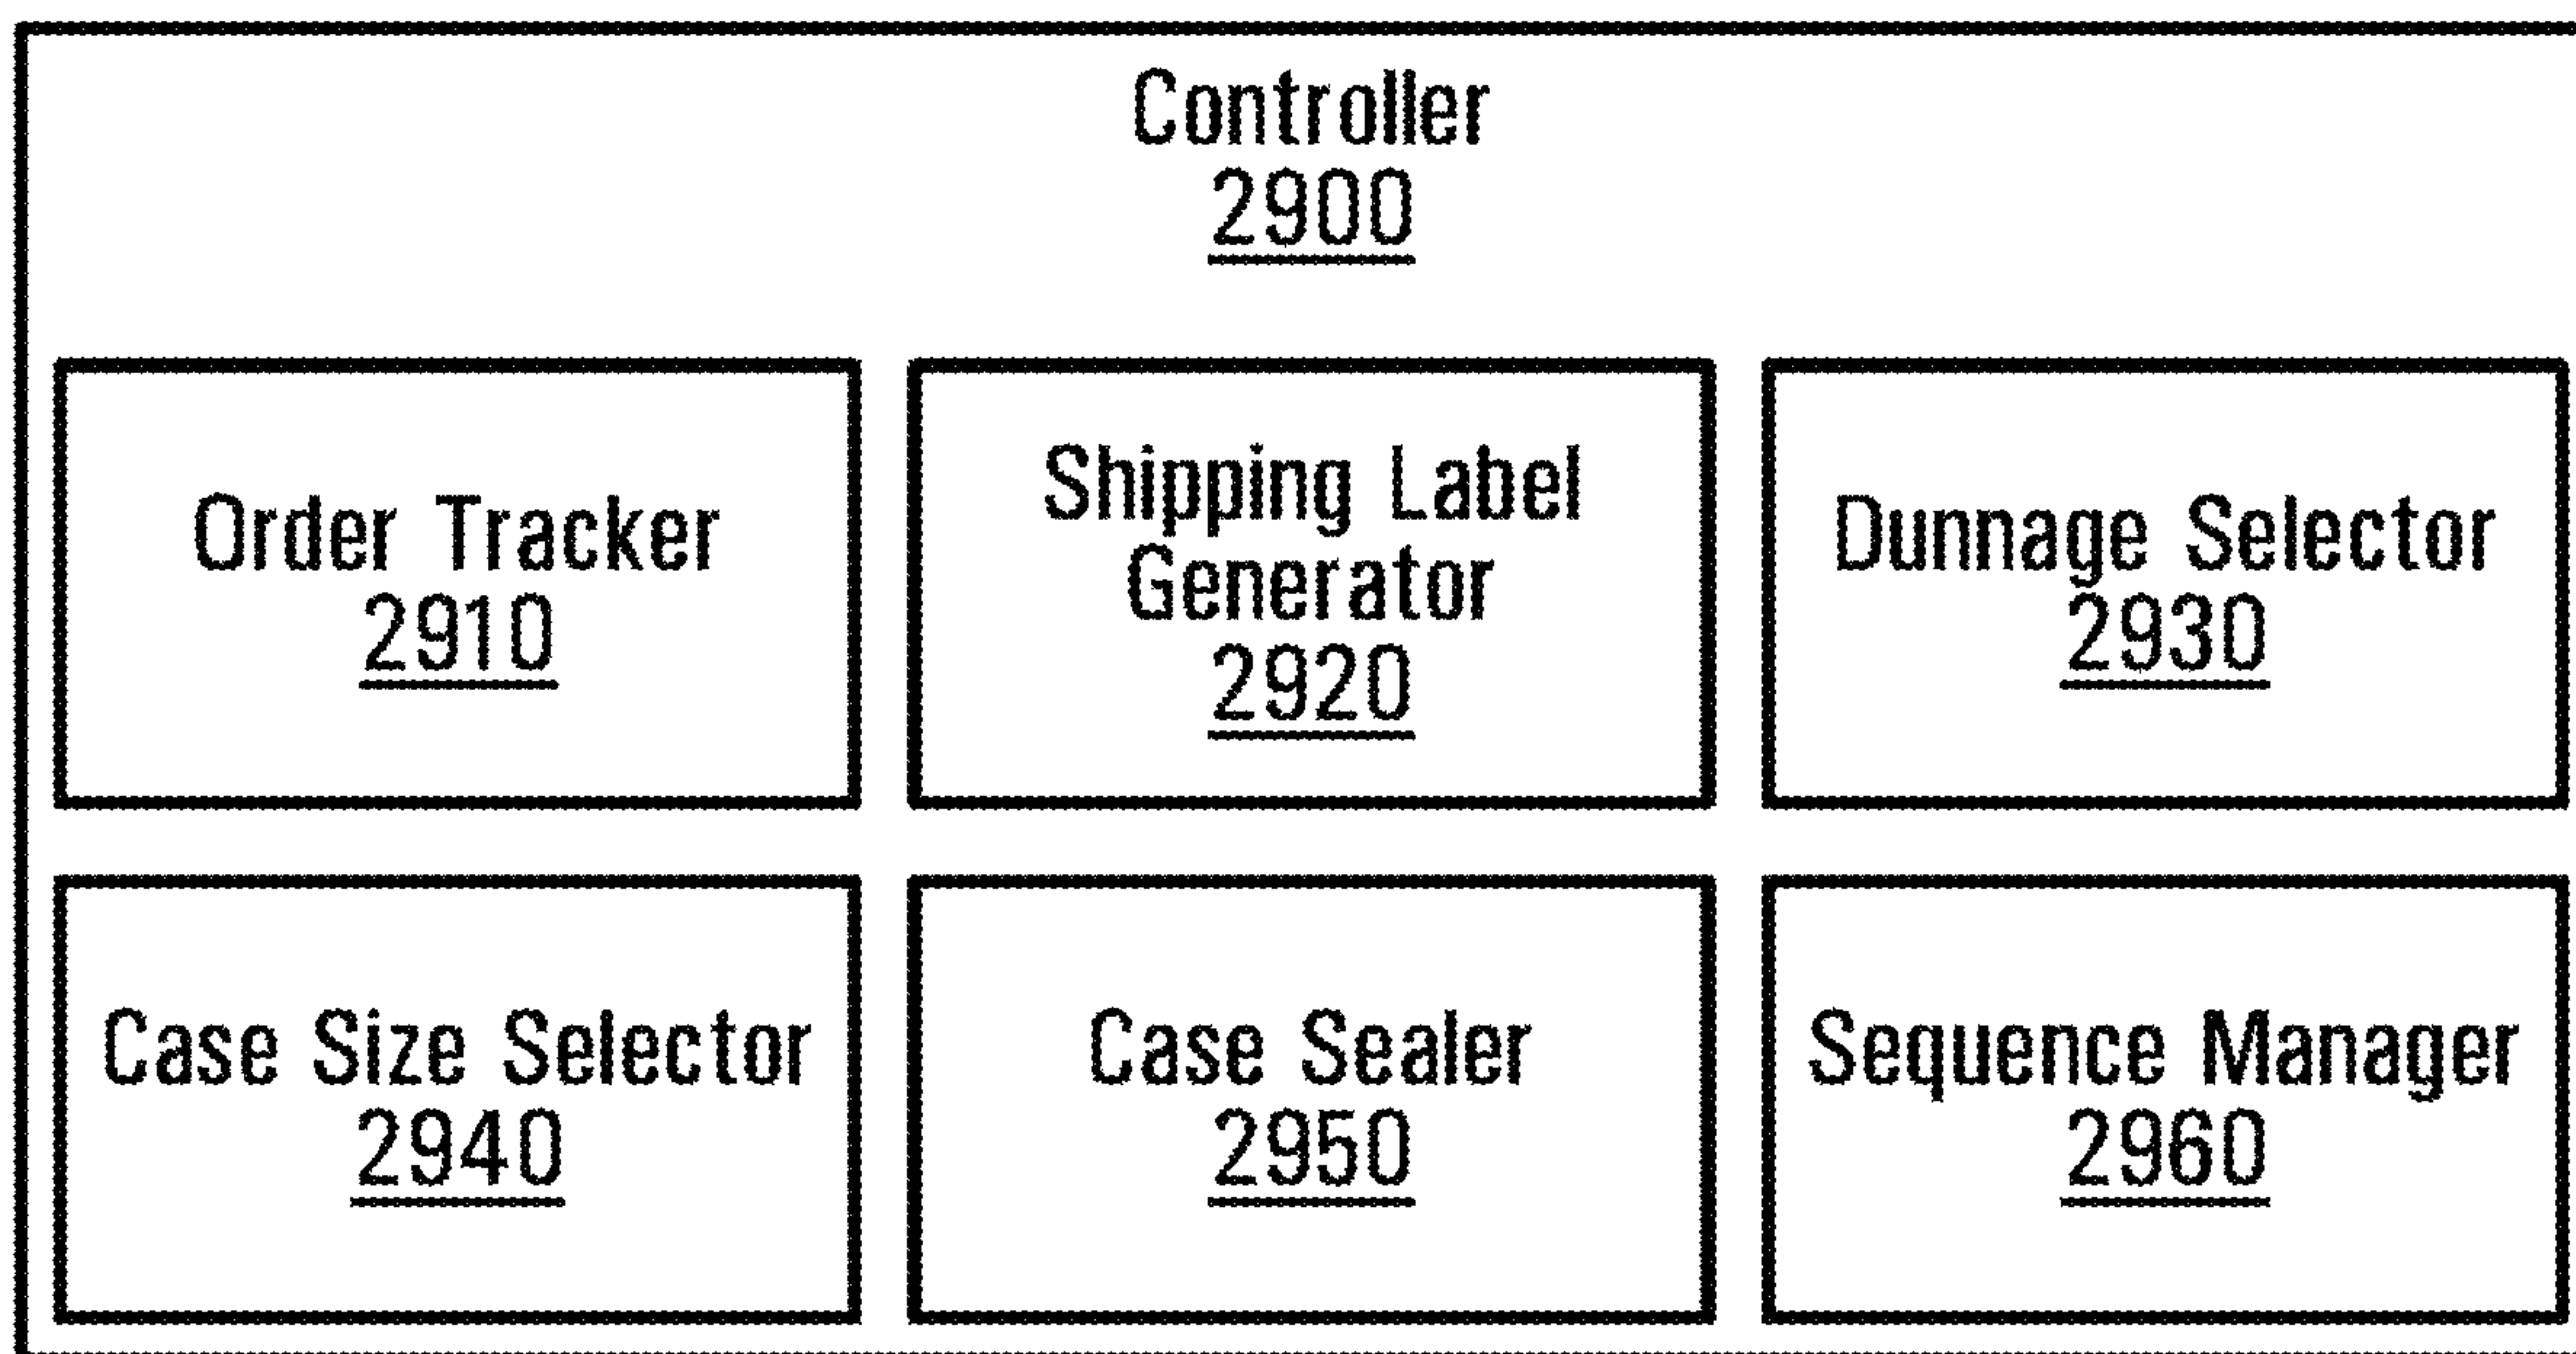 Controller
2900
Order Tracker
2910
Shipping Label
Generator
2920
Dunnage Selector
2930
Case Size Selector
2940
Case Sealer
2950
Sequence Manager
2960